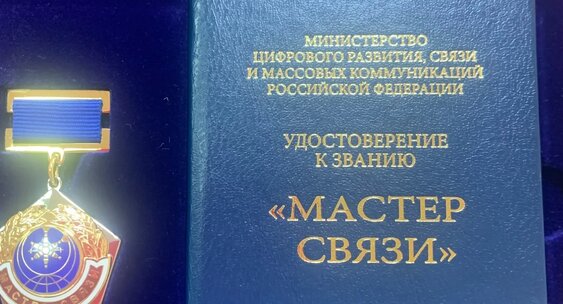 МИНИСТЕРСТВО
ЦИФРОВОГО РАЗВИТИЯ, СВЯЗИ
И МАССОВЫХ КОММУНИКАЦИЙ
РОССИЙСКОЙ ФЕДЕРАЦИИ
УДОСТОВЕРЕНИЕ
К ЗВАНИЮ
«МАСТЕР
СВЯЗИ»